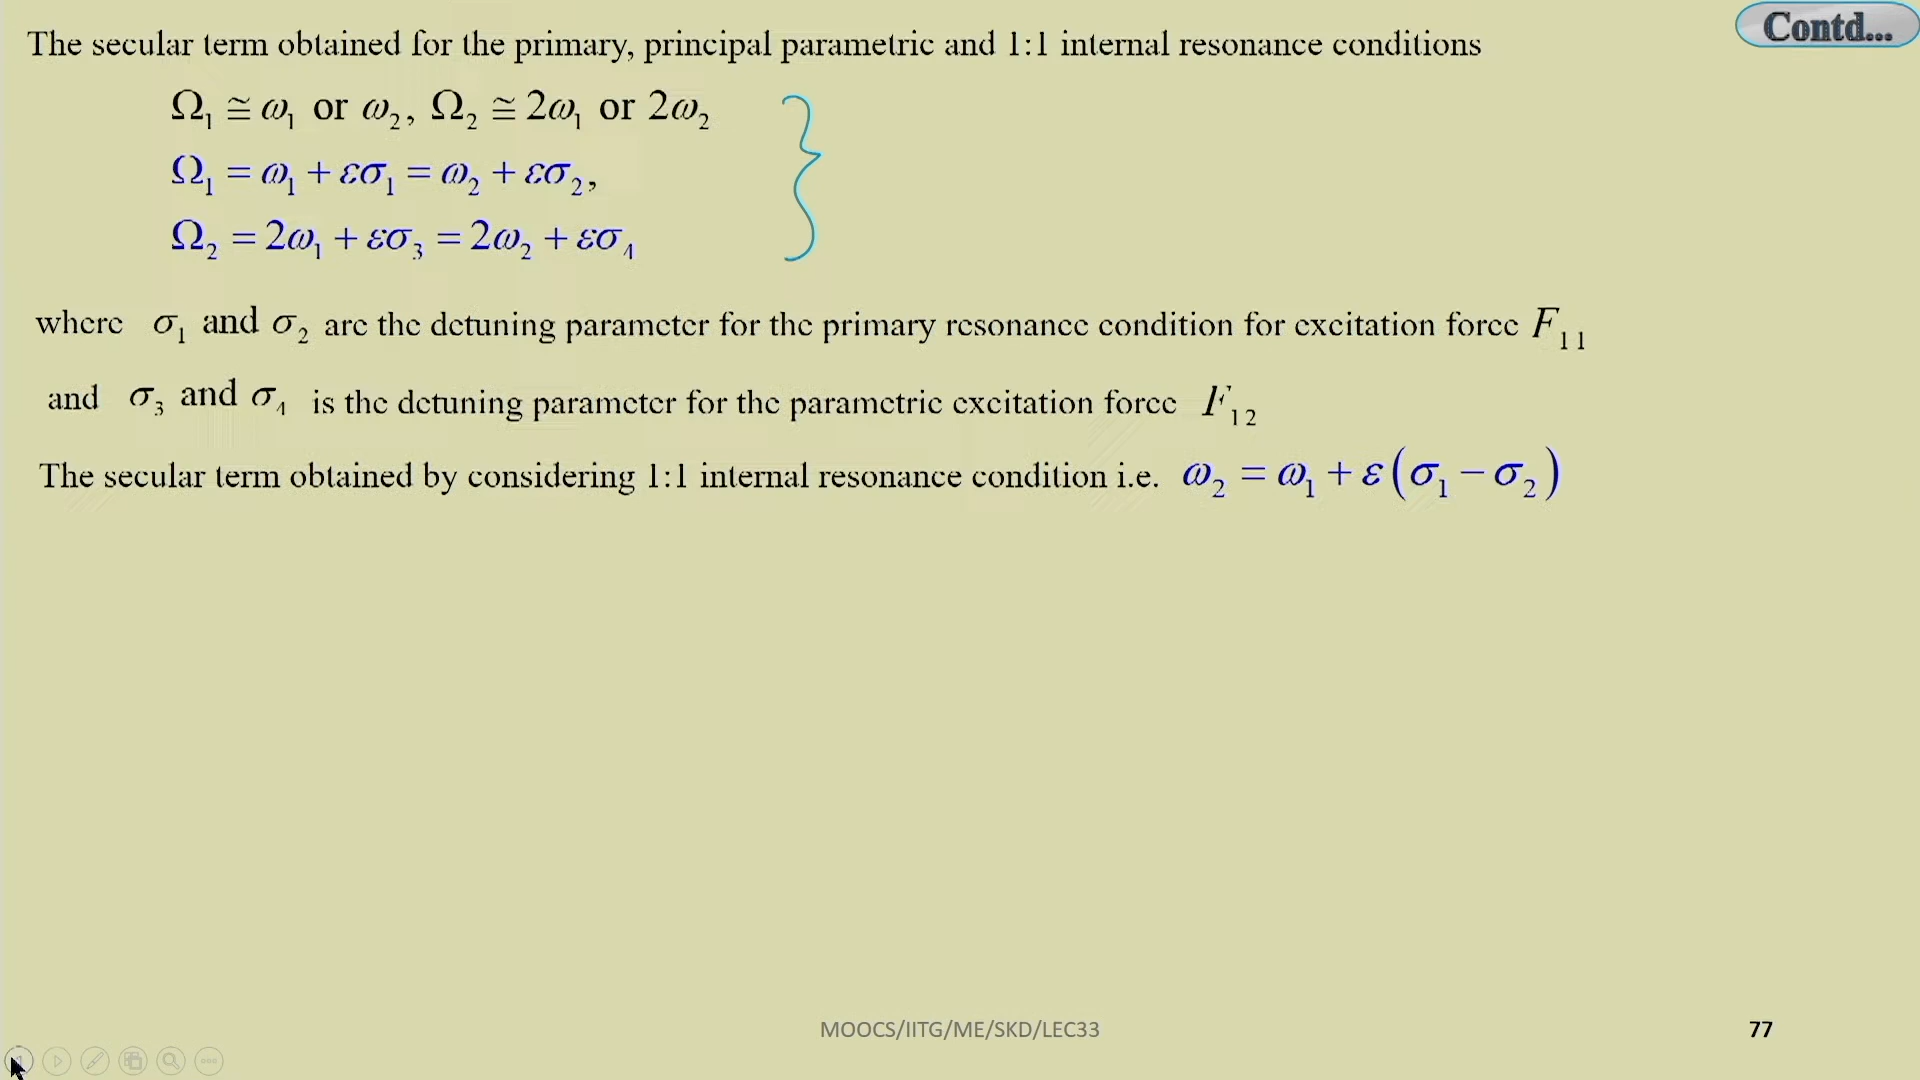 Contd...
The secular term obtained for the primary, principal parametric and 1:1 internal resonance conditions
Ω₁ ≅ ω₁ or ω₂, Ω₂ ≅ 2ω₁ or 2ω₂
Ω₁ = ω₁ + εσ₁ = ω₂ + εσ₂,
Ω₂ = 2ω₁ + εσ₃ = 2ω₂ + εσ₄
where σ₁ and σ₂ are the detuning parameter for the primary resonance condition for excitation force F₁₁
and σ₃ and σ₄ is the detuning parameter for the parametric excitation force F₁₂
The secular term obtained by considering 1:1 internal resonance condition i.e. ω₂ = ω₁ + ε(σ₁ − σ₂)
MOOCS/IITG/ME/SKD/LEC33
77